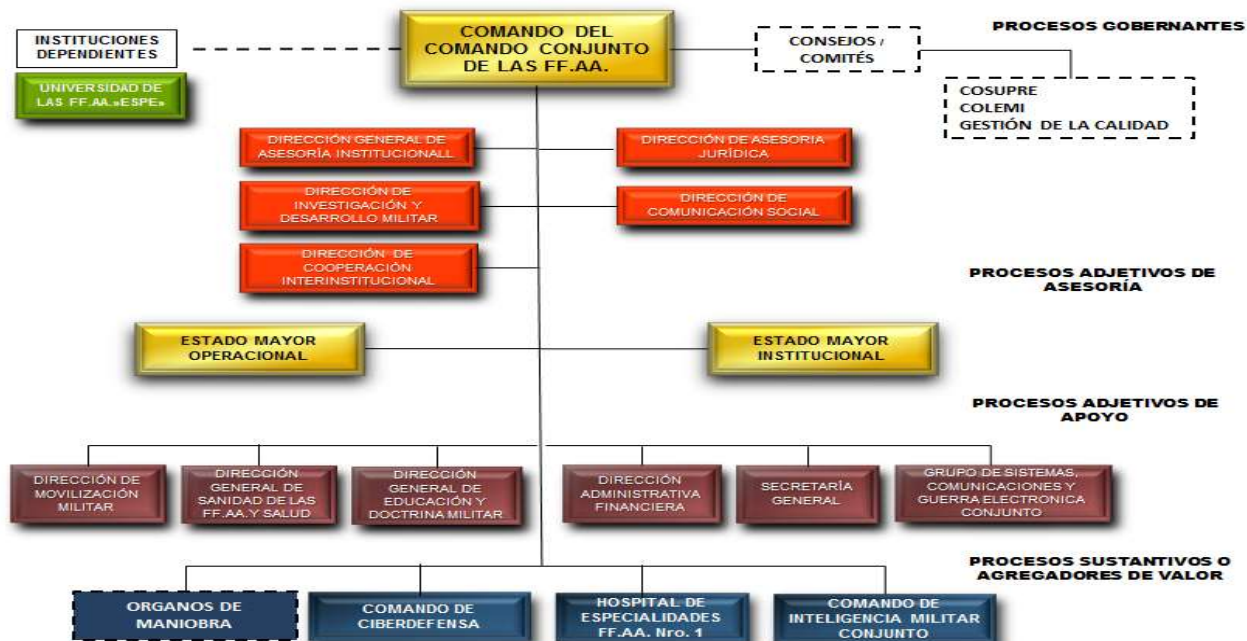 COMANDO DEL
COMANDO CONJUNTO
DE LAS FF.AA.
PROCESOS GOBERNANTES
INSTITUCIONES
DEPENDIENTES
CONSEJOS /
COMITÉS
UNIVERSIDAD DE
LAS FF.AA.»ESPE»
COSUPRE
COLEMI
GESTIÓN DE LA CALIDAD
DIRECCIÓN GENERAL DE
ASESORÍA INSTITUCIONALL
DIRECCIÓN DE ASESORIA
JURÍDICA
DIRECCIÓN DE
INVESTIGACIÓN Y
DESARROLLO MILITAR
DIRECCIÓN DE
COMUNICACIÓN SOCIAL
DIRECCIÓN DE
COOPERACIÓN
INTERINSTITUCIONAL
PROCESOS ADJETIVOS DE
ASESORÍA
ESTADO MAYOR
OPERACIONAL
ESTADO MAYOR
INSTITUCIONAL
PROCESOS ADJETIVOS DE
APOYO
DIRECCIÓN DE
MOVILIZACIÓN
MILITAR
DIRECCIÓN
GENERAL DE
SANIDAD DE LAS
FF.AA. Y SALUD
DIRECCIÓN
GENERAL DE
EDUCACIÓN Y
DOCTRINA MILITAR
DIRECCIÓN
ADMINISTRATIVA
FINANCIERA
SECRETARÍA
GENERAL
GRUPO DE SISTEMAS,
COMUNICACIONES Y
GUERRA ELECTRONICA
CONJUNTO
PROCESOS SUSTANTIVOS O
AGREGADORES DE VALOR
ORGANOS DE
MANIOBRA
COMANDO DE
CIBERDEFENSA
HOSPITAL DE
ESPECIALIDADES
FF.AA. Nro. 1
COMANDO DE
INTELIGENCIA MILITAR
CONJUNTO